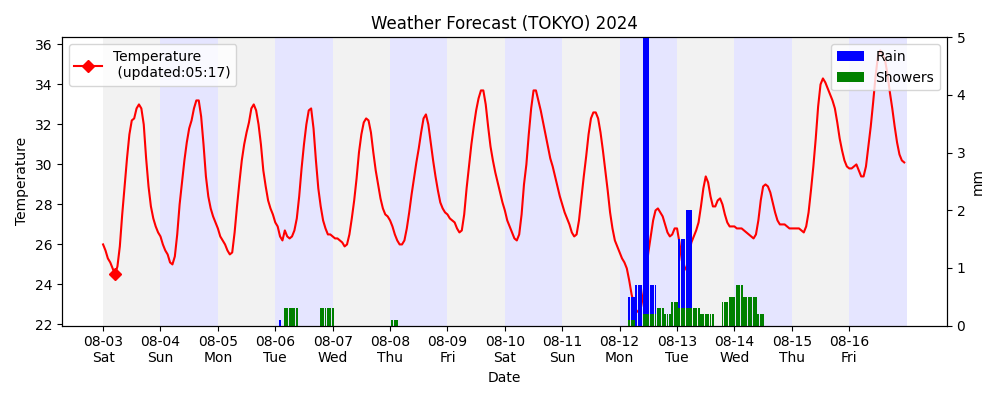 Weather Forecast (TOKYO) 2024
Temperature
(updated:05:17)
Rain
Showers
36
34
32
30
28
26
24
22
Temperature
5
4
3
2
1
0
mm
08-03 08-04 08-05 08-06 08-07 08-08 08-09 08-10 08-11 08-12 08-13 08-14 08-15 08-16
Sat Sun Mon Tue Wed Thu Fri Sat Sun Mon Tue Wed Thu Fri
Date